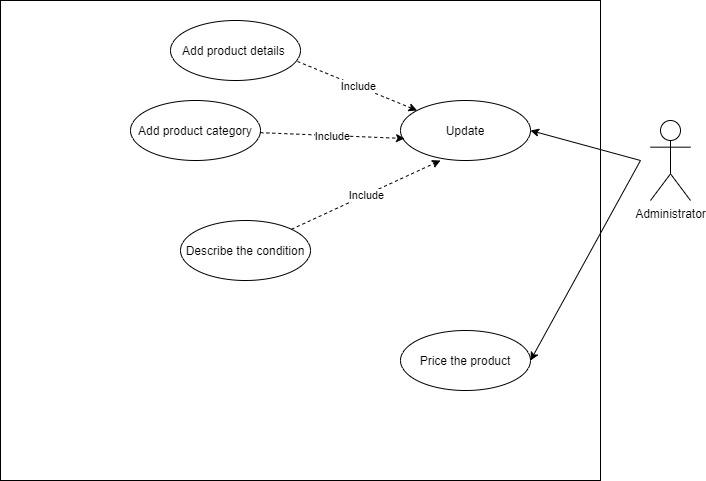 Add product details
Include
Add product category
Include
Update
Include
Administrator
Describe the condition
Price the product